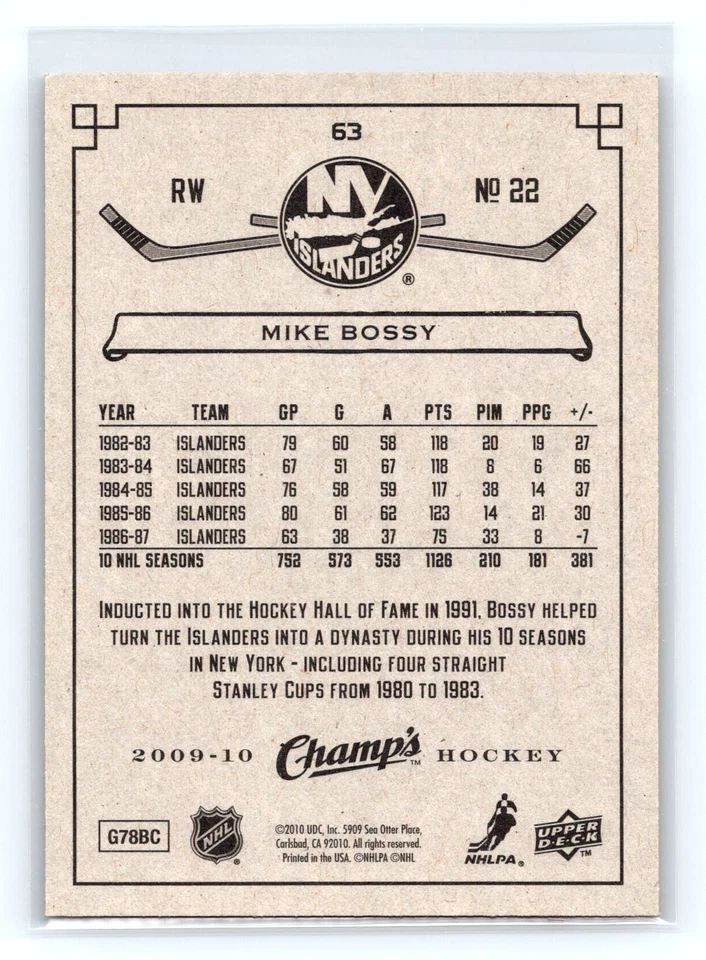 63
RW
Nº 22
NY
ISLANDERS
®
MIKE BOSSY
YEAR TEAM GP G A PTS PIM PPG +/-
1982-83 ISLANDERS 79 60 58 118 20 19 27
1983-84 ISLANDERS 67 51 67 118 8 6 66
1984-85 ISLANDERS 76 58 59 117 38 14 37
1985-86 ISLANDERS 80 61 62 123 14 21 30
1986-87 ISLANDERS 63 38 37 75 33 8 -7
10 NHL SEASONS 752 573 553 1126 210 181 381
INDUCTED INTO THE HOCKEY HALL OF FAME IN 1991, BOSSY HELPED
TURN THE ISLANDERS INTO A DYNASTY DURING HIS 10 SEASONS
IN NEW YORK - INCLUDING FOUR STRAIGHT
STANLEY CUPS FROM 1980 TO 1983.
2009-10 Champ's™ HOCKEY
G78BC
NHL®
©2010 UDC, Inc. 5909 Sea Otter Place,
Carlsbad, CA 92010. All rights reserved.
Printed in the USA. ©NHLPA ©NHL
NHLPA®
UPPER
D·E·C·K™